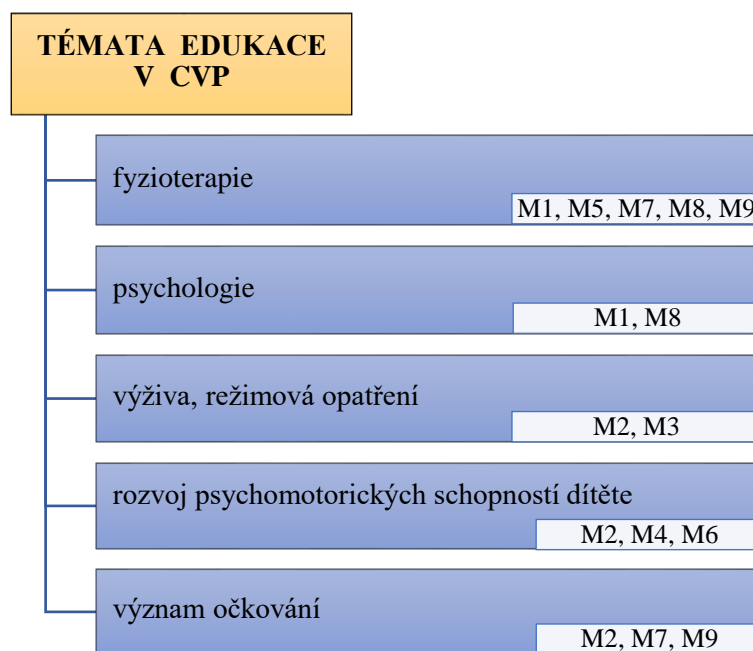 TÉMATA EDUKACE
V CVP
fyzioterapie
M1, M5, M7, M8, M9
psychologie
M1, M8
výživa, režimová opatření
M2, M3
rozvoj psychomotorických schopností dítěte
M2, M4, M6
význam očkování
M2, M7, M9